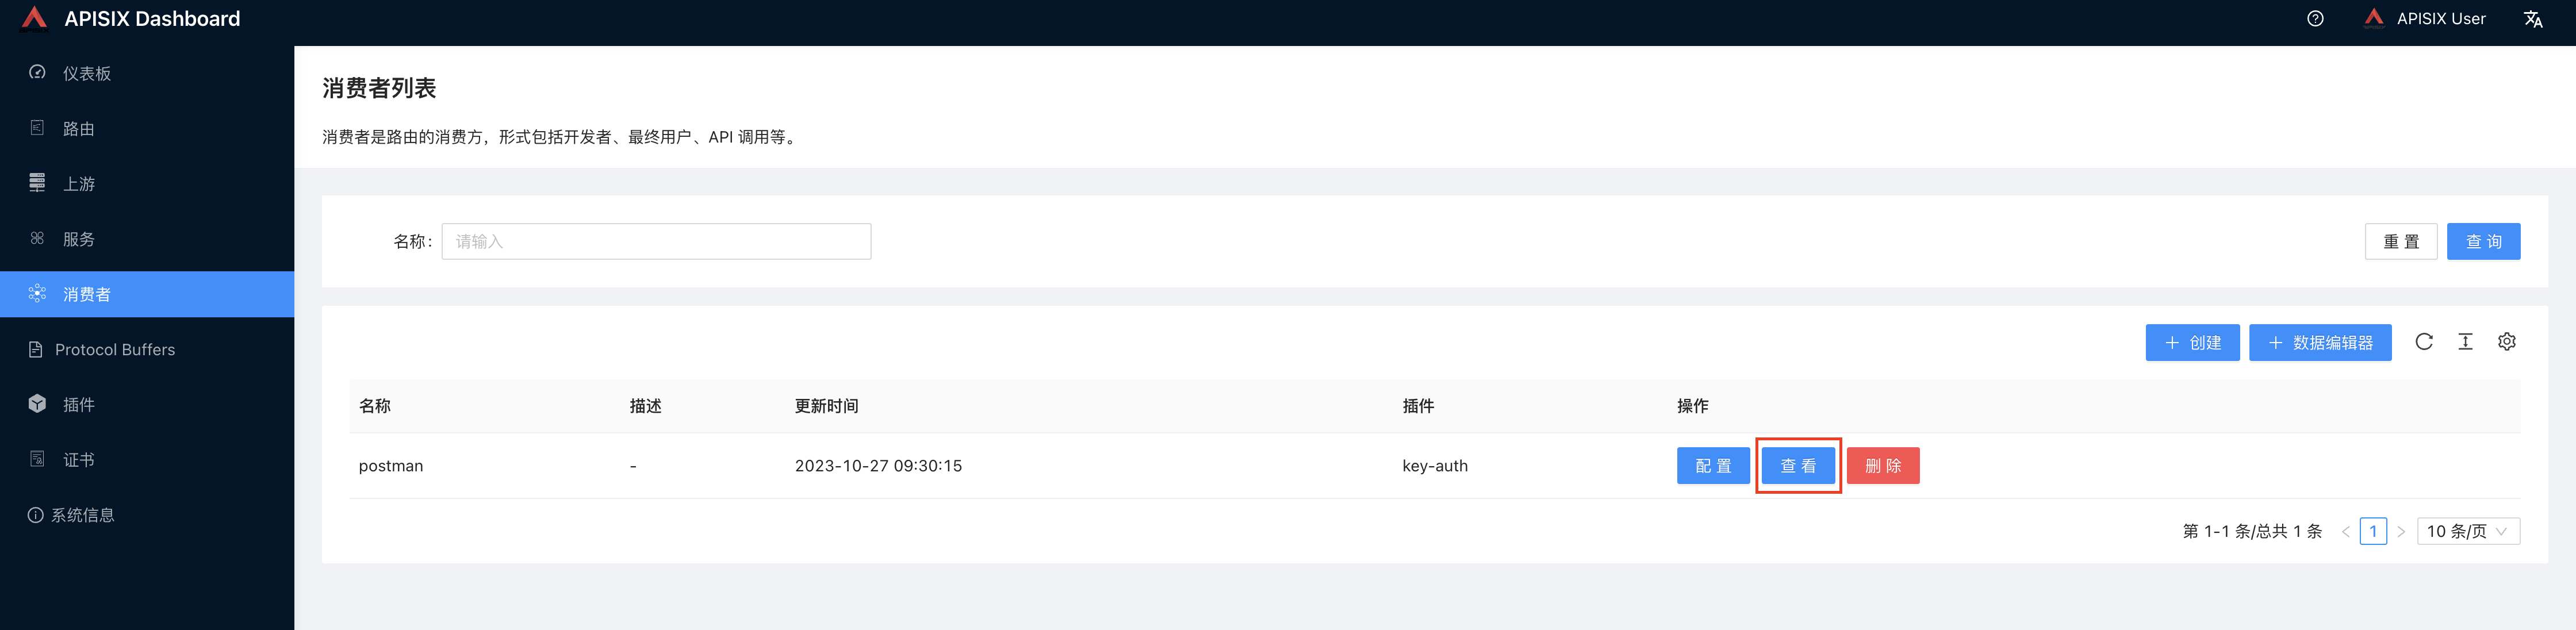 APISIX Dashboard
APISIX User
仪表板
路由
上游
服务
消费者
Protocol Buffers
插件
证书
系统信息
消费者列表
消费者是路由的消费方，形式包括开发者、最终用户、API 调用等。
名称：
请输入
重 置
查 询
创建
数据编辑器
名称 描述 更新时间 插件 操作
postman - 2023-10-27 09:30:15 key-auth 配 置 查 看 删 除
第 1-1 条/总共 1 条 < 1 > 10 条/页